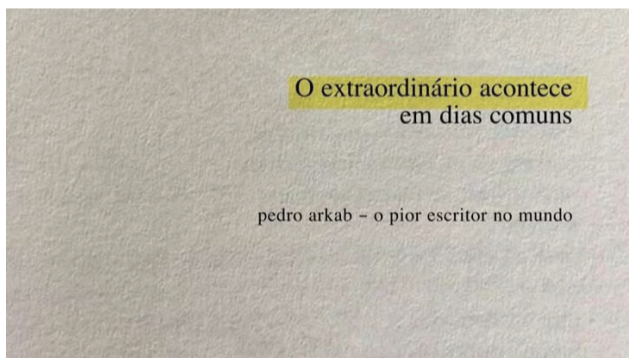 O extraordinário acontece
em dias comuns
pedro arkab – o pior escritor no mundo